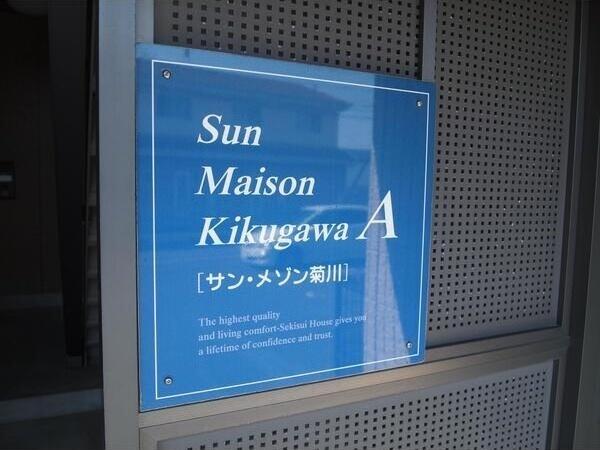 Sun
Maison
Kikugawa A
[サン・メゾン菊川]
The highest quality
and living comfort-Sekisui House gives you
a lifetime of confidence and trust.